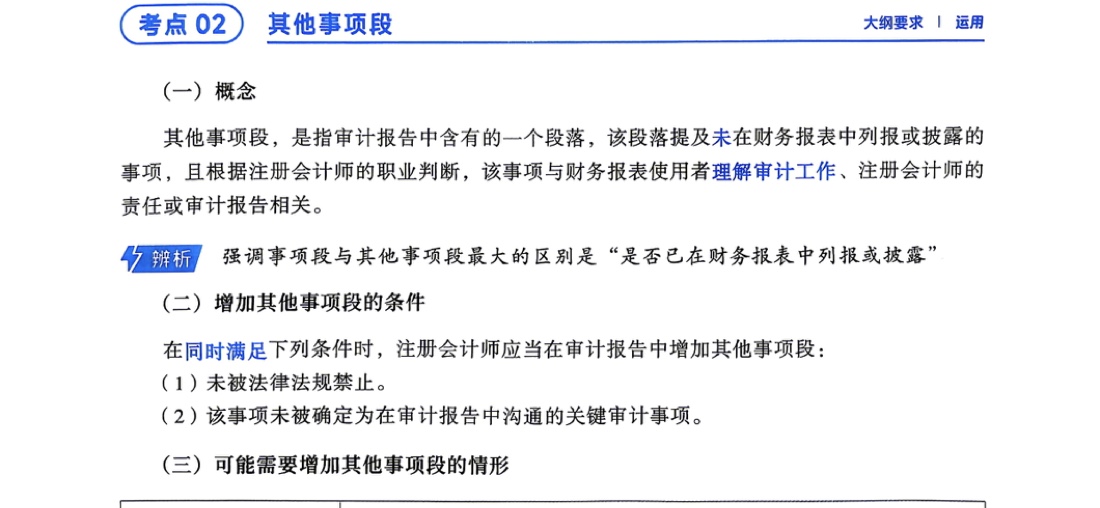 考点 02 其他事项段 大纲要求 | 运用
（一）概念
其他事项段，是指审计报告中含有的一个段落，该段落提及未在财务报表中列报或披露的
事项，且根据注册会计师的职业判断，该事项与财务报表使用者理解审计工作、注册会计师的
责任或审计报告相关。
辨析 强调事项段与其他事项段最大的区别是“是否已在财务报表中列报或披露”
（二）增加其他事项段的条件
在同时满足下列条件时，注册会计师应当在审计报告中增加其他事项段：
（1）未被法律法规禁止。
（2）该事项未被确定为在审计报告中沟通的关键审计事项。
（三）可能需要增加其他事项段的情形